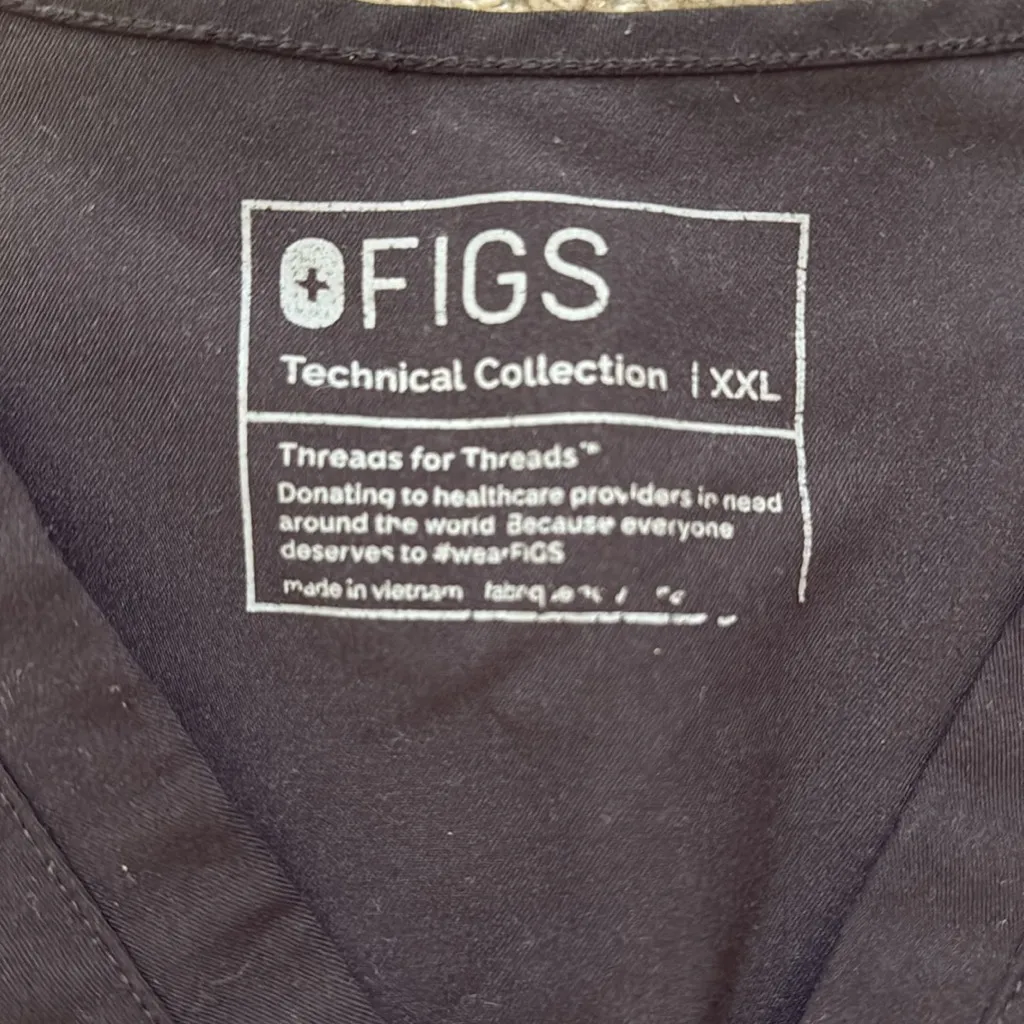 FIGS
Technical Collection | XXL
Threads for Threads™
Donating to healthcare providers in need
around the world Because everyone
deserves to #wearFIGS
made in vietnam